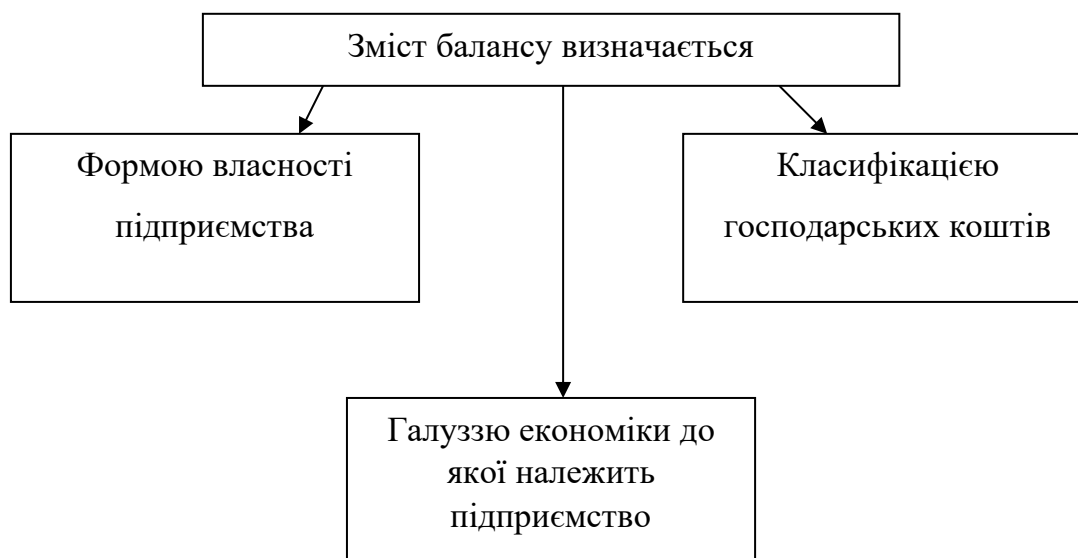 Зміст балансу визначається
Формою власності
підприємства
Класифікацією
господарських коштів
Галуззю економіки до
якої належить
підприємство